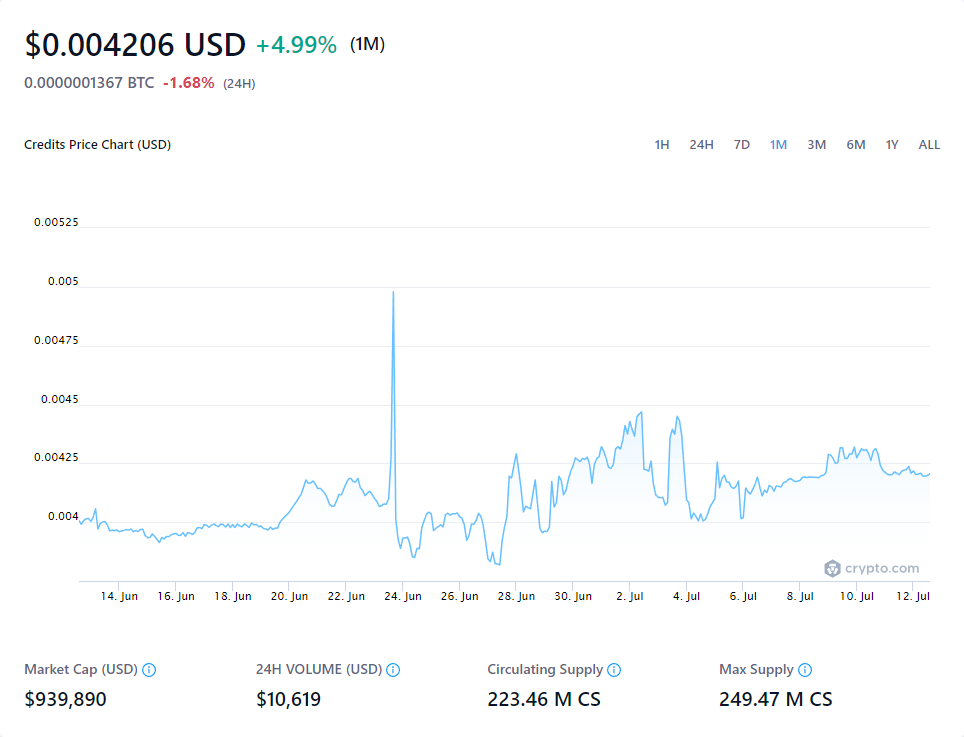 $0.004206 USD +4.99% (1M)
0.0000001367 BTC -1.68% (24H)
Credits Price Chart (USD)
1H 24H 7D 1M 3M 6M 1Y ALL
0.00525
0.005
0.00475
0.0045
0.00425
0.004
crypto.com
14. Jun 16. Jun 18. Jun 20. Jun 22. Jun 24. Jun 26. Jun 28. Jun 30. Jun 2. Jul 4. Jul 6. Jul 8. Jul 10. Jul 12. Jul
Market Cap (USD) 24H VOLUME (USD) Circulating Supply Max Supply
$939,890 $10,619 223.46 M CS 249.47 M CS